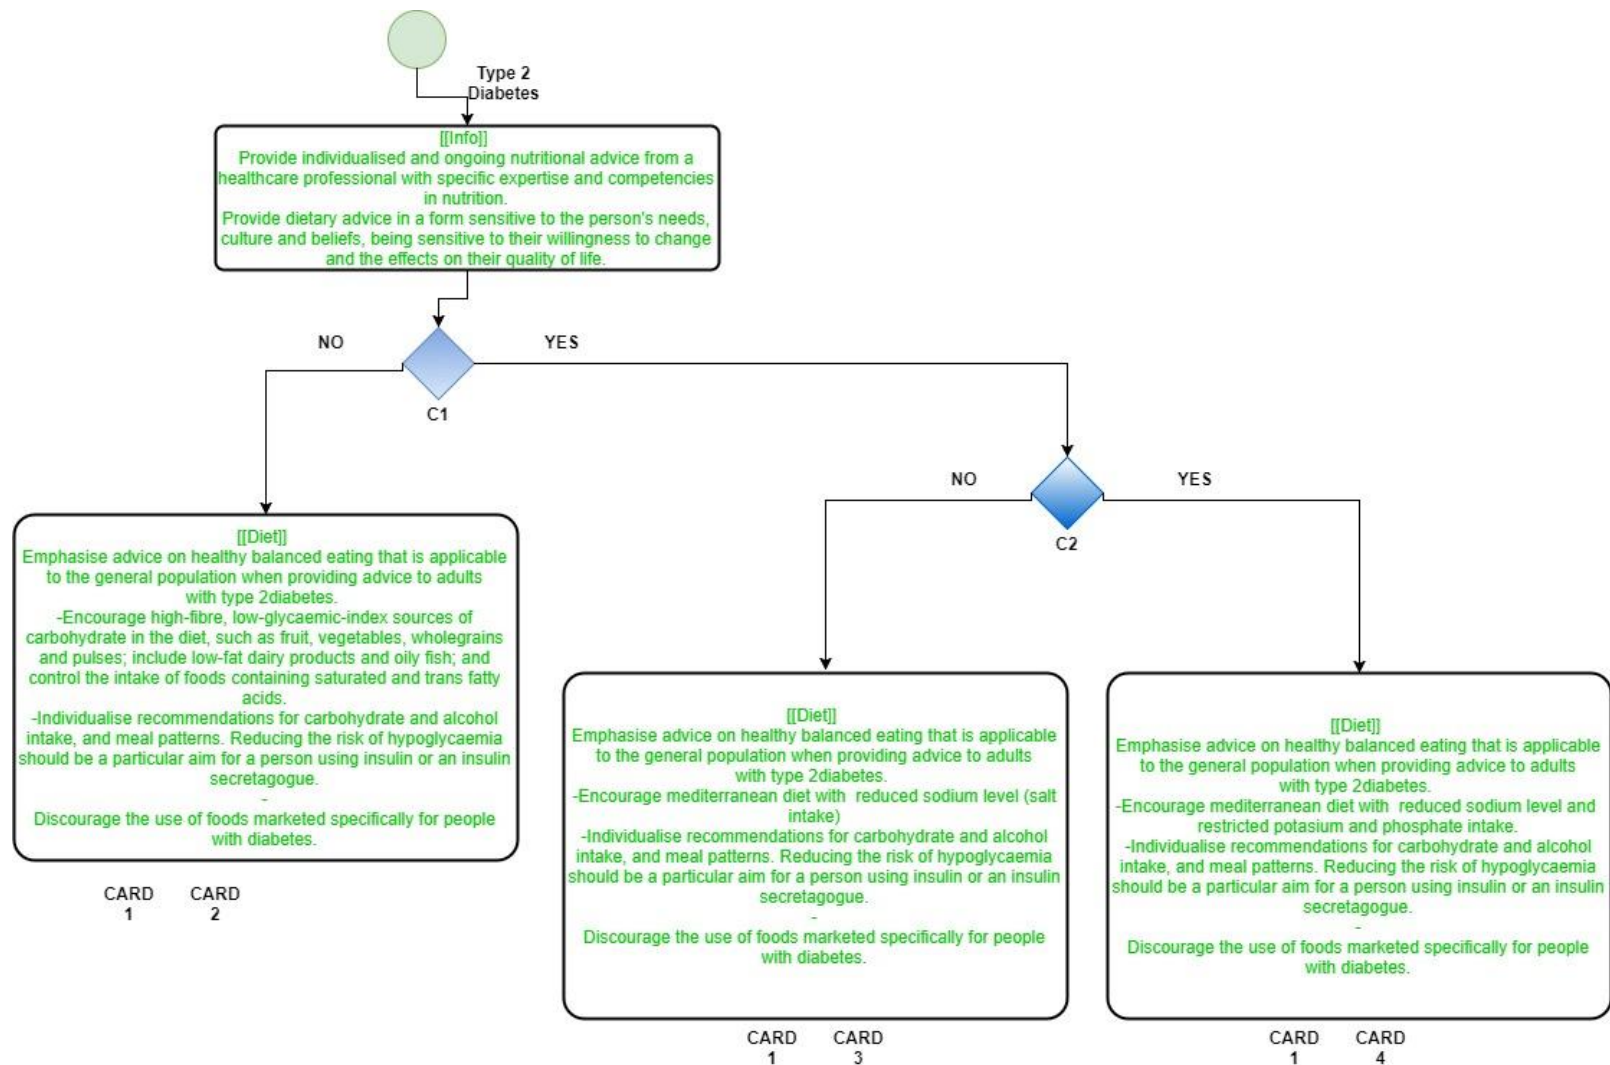 Type 2
Diabetes
[[Info]]
Provide individualised and ongoing nutritional advice from a
healthcare professional with specific expertise and competencies
in nutrition.
Provide dietary advice in a form sensitive to the person's needs,
culture and beliefs, being sensitive to their willingness to change
and the effects on their quality of life.
NO
YES
C1
NO
YES
C2
[[Diet]]
Emphasise advice on healthy balanced eating that is applicable
to the general population when providing advice to adults
with type 2diabetes.
-Encourage high-fibre, low-glycaemic-index sources of
carbohydrate in the diet, such as fruit, vegetables, wholegrains
and pulses; include low-fat dairy products and oily fish; and
control the intake of foods containing saturated and trans fatty
acids.
-Individualise recommendations for carbohydrate and alcohol
intake, and meal patterns. Reducing the risk of hypoglycaemia
should be a particular aim for a person using insulin or an insulin
secretagogue.
-
Discourage the use of foods marketed specifically for people
with diabetes.
CARD
1
CARD
2
[[Diet]]
Emphasise advice on healthy balanced eating that is applicable
to the general population when providing advice to adults
with type 2diabetes.
-Encourage mediterranean diet with reduced sodium level (salt
intake)
-Individualise recommendations for carbohydrate and alcohol
intake, and meal patterns. Reducing the risk of hypoglycaemia
should be a particular aim for a person using insulin or an insulin
secretagogue.
-
Discourage the use of foods marketed specifically for people
with diabetes.
CARD
1
CARD
3
[[Diet]]
Emphasise advice on healthy balanced eating that is applicable
to the general population when providing advice to adults
with type 2diabetes.
-Encourage mediterranean diet with reduced sodium level and
restricted potasium and phosphate intake.
-Individualise recommendations for carbohydrate and alcohol
intake, and meal patterns. Reducing the risk of hypoglycaemia
should be a particular aim for a person using insulin or an insulin
secretagogue.
-
Discourage the use of foods marketed specifically for people
with diabetes.
CARD
1
CARD
4